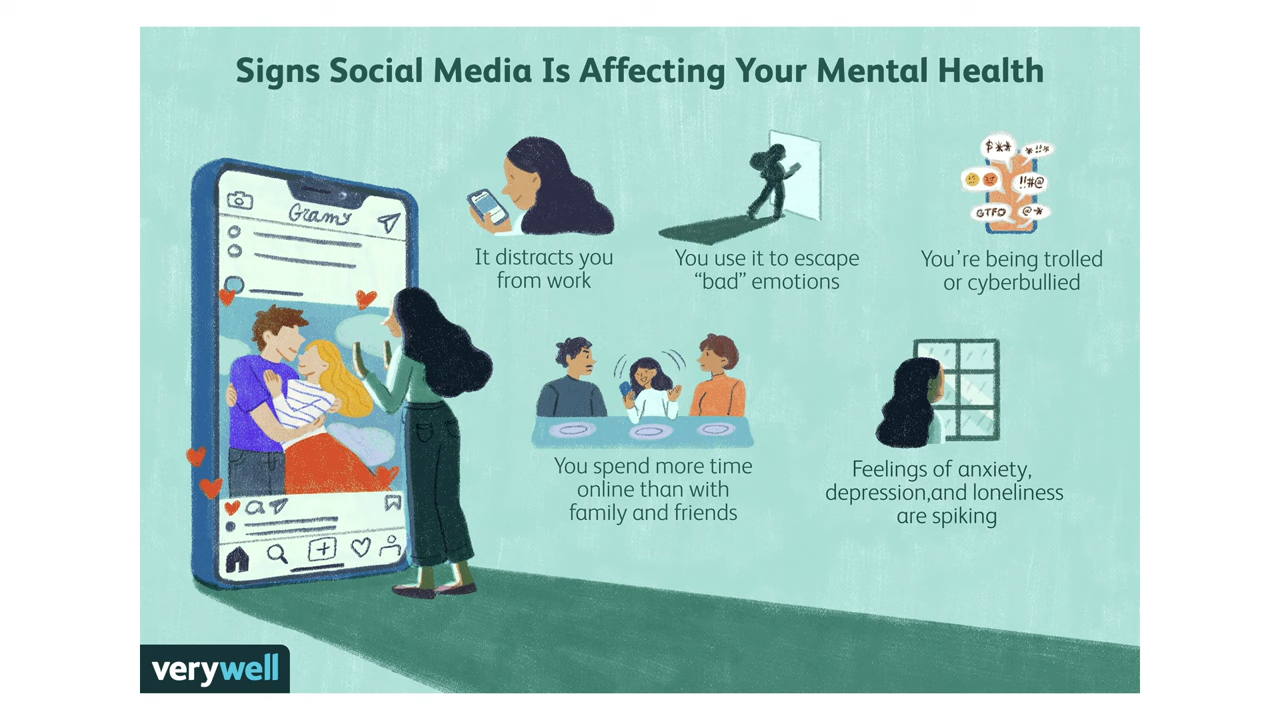 Signs Social Media Is Affecting Your Mental Health
Gramy
$** *!!*
!!#@
GTFO @*
It distracts you
from work
You use it to escape
“bad” emotions
You’re being trolled
or cyberbullied
You spend more time
online than with
family and friends
Feelings of anxiety,
depression,and loneliness
are spiking
verywell